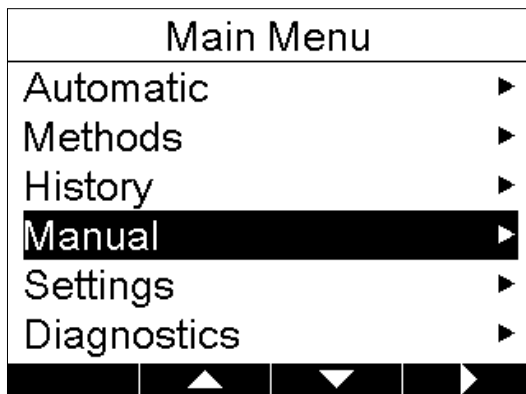 Main Menu
Automatic
Methods
History
Manual
Settings
Diagnostics